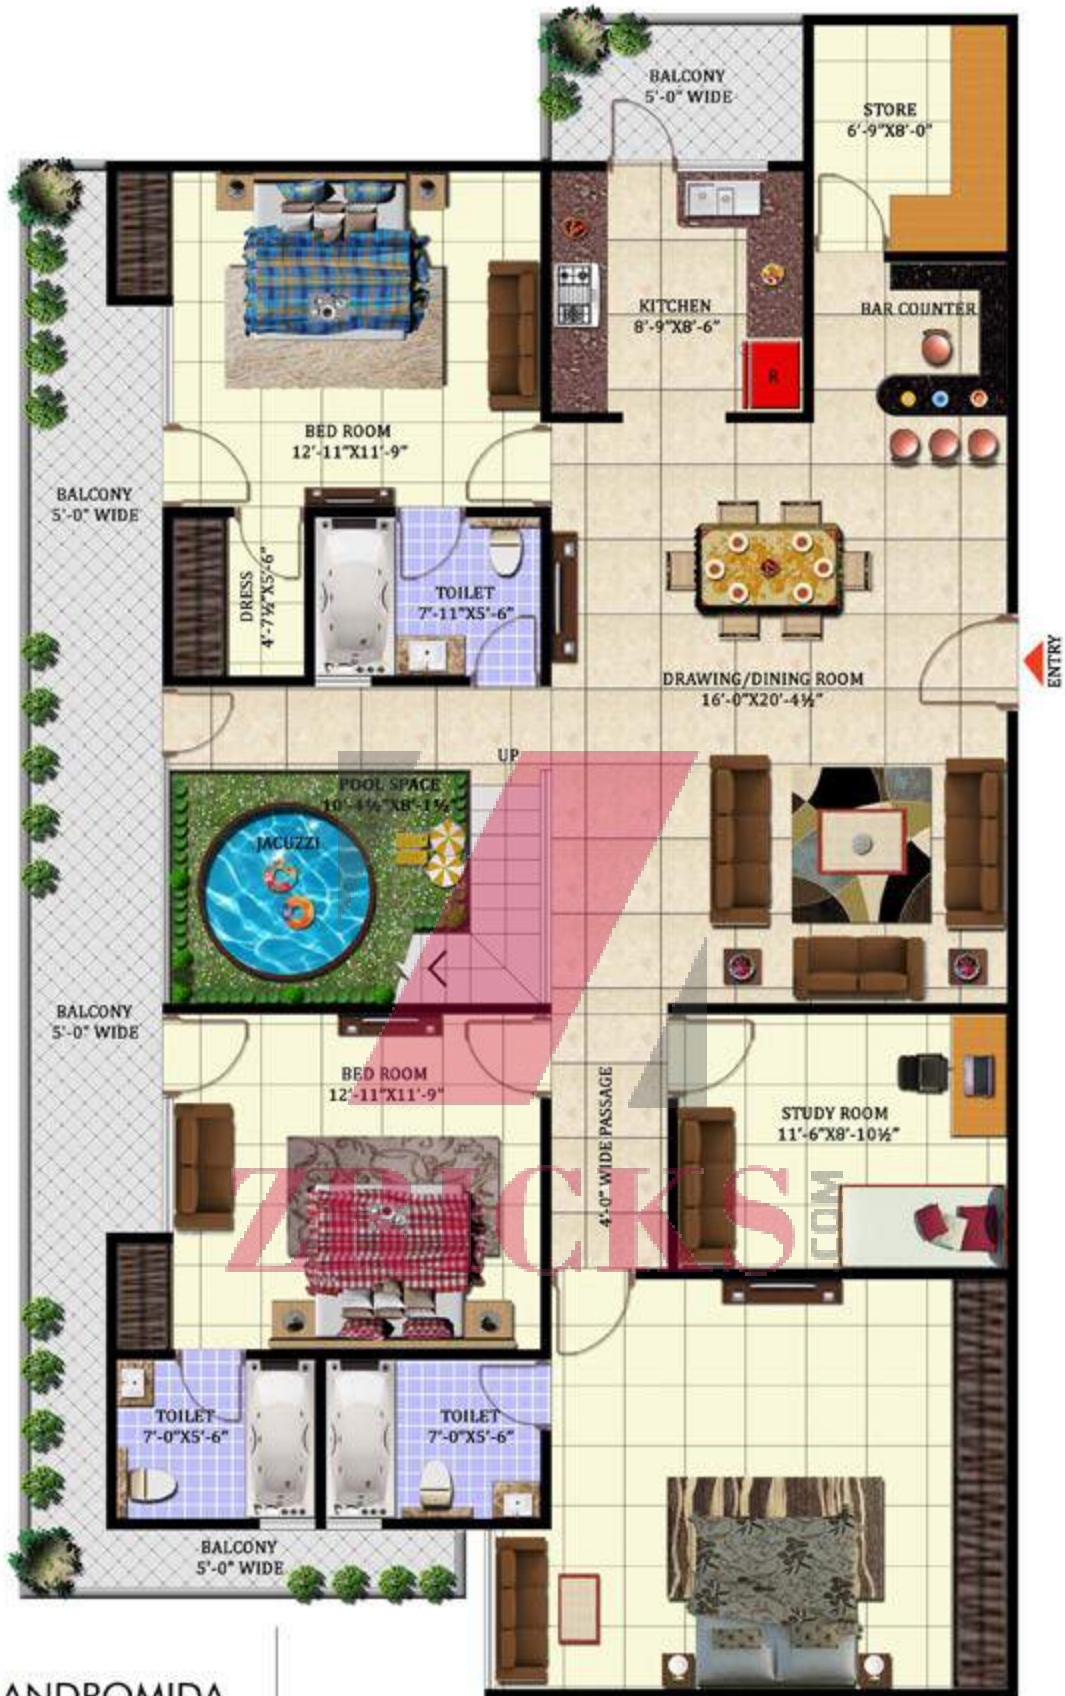 BALCONY
5'-0" WIDE
STORE
6'-9"X8'-0"
KITCHEN
8'-9"X8'-6"
BAR COUNTER
R
BED ROOM
12'-11"X11'-9"
BALCONY
5'-0" WIDE
DRESS
4'-7½"X5'-6"
TOILET
7'-11"X5'-6"
ENTRY
DRAWING/DINING ROOM
16'-0"X20'-4½"
UP
POOL SPACE
10'-4½"X8'-1½"
JACUZZI
BALCONY
5'-0" WIDE
BED ROOM
12'-11"X11'-9"
4'-0" WIDE PASSAGE
STUDY ROOM
11'-6"X8'-10½"
ZRICKS
.COM
TOILET
7'-0"X5'-6"
TOILET
7'-0"X5'-6"
BALCONY
5'-0" WIDE
ANDROMIDA